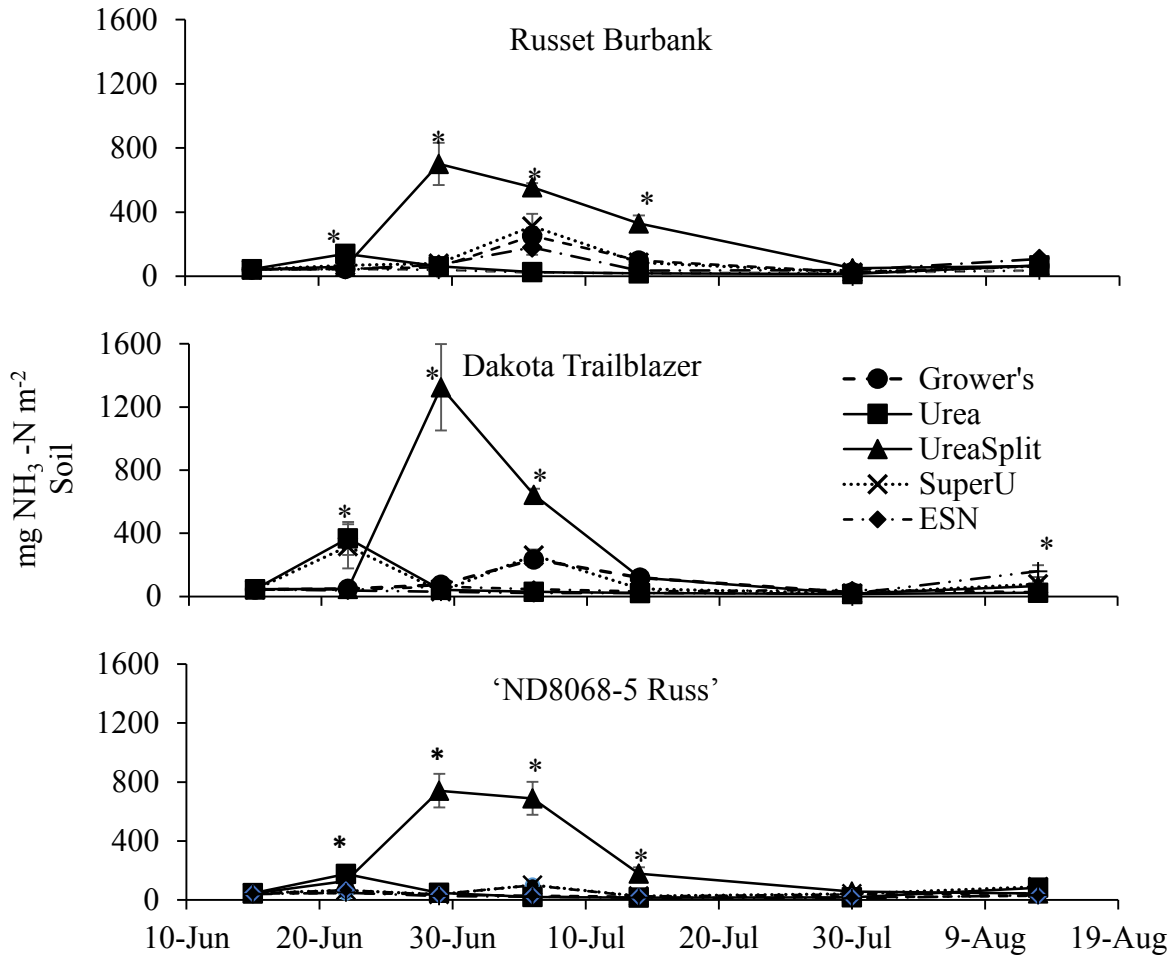 1600
Russet Burbank
1200
800
400
0
* * * *
1600
Dakota Trailblazer
1200
800
400
0
* * * *
Grower's
Urea
UreaSplit
SuperU
ESN
mg NH₃ -N m⁻²
Soil
1600
‘ND8068-5 Russ’
1200
800
400
0
* * * *
10-Jun 20-Jun 30-Jun 10-Jul 20-Jul 30-Jul 9-Aug 19-Aug